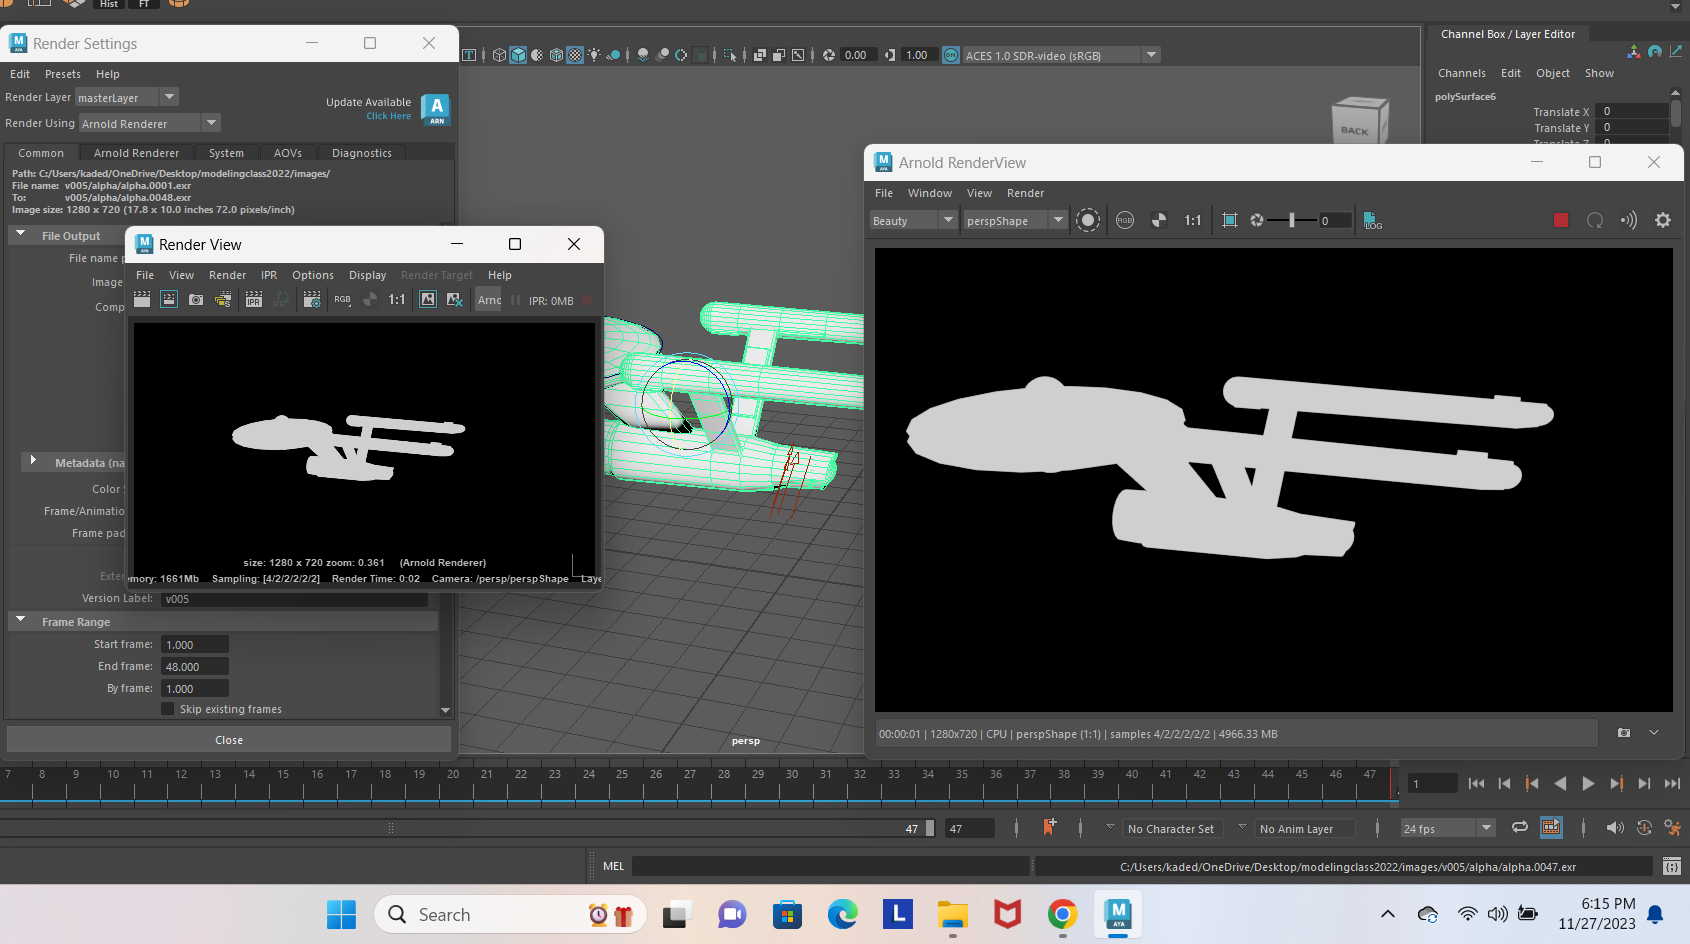 Hist FT
Render Settings
Edit Presets Help
Render Layer masterLayer
Render Using Arnold Renderer
Update Available
Click Here
A
ARN
Common Arnold Renderer System AOVs Diagnostics
Path: C:/Users/kaded/OneDrive/Desktop/modelingclass2022/images/
File name: v005/alpha/alpha.0001.exr
To: v005/alpha/alpha.0048.exr
Image size: 1280 x 720 (17.8 x 10.0 inches 72.0 pixels/inch)
File Output
File name p
Image
Comp
Metadata (na
Color
Frame/Animatio
Frame pad
Exter
Version Label: v005
Frame Range
Start frame: 1.000
End frame: 48.000
By frame: 1.000
Skip existing frames
Close
Render View
File View Render IPR Options Display Render Target Help
IPR RGB 1:1 Arno IPR: 0MB
size: 1280 x 720 zoom: 0.361 (Arnold Renderer)
emory: 1661Mb Sampling: [4/2/2/2/2/2] Render Time: 0:02 Camera: /persp/perspShape Laye
0.00 1.00 ON ACES 1.0 SDR-video (sRGB)
BACK
persp
Channel Box / Layer Editor
Channels Edit Object Show
polySurface6
Translate X 0
Translate Y 0
Translate Z 0
Arnold RenderView
File Window View Render
Beauty perspShape RGB 1:1 0 LOG
00:00:01 | 1280x720 | CPU | perspShape (1:1) | samples 4/2/2/2/2/2 | 4966.33 MB
7 8 9 10 11 12 13 14 15 16 17 18 19 20 21 22 23 24 25 26 27 28 29 30 31 32 33 34 35 36 37 38 39 40 41 42 43 44 45 46 47
1
47 47 No Character Set No Anim Layer 24 fps
MEL C:/Users/kaded/OneDrive/Desktop/modelingclass2022/images/v005/alpha/alpha.0047.exr
Search
L
M
AYA
6:15 PM
11/27/2023